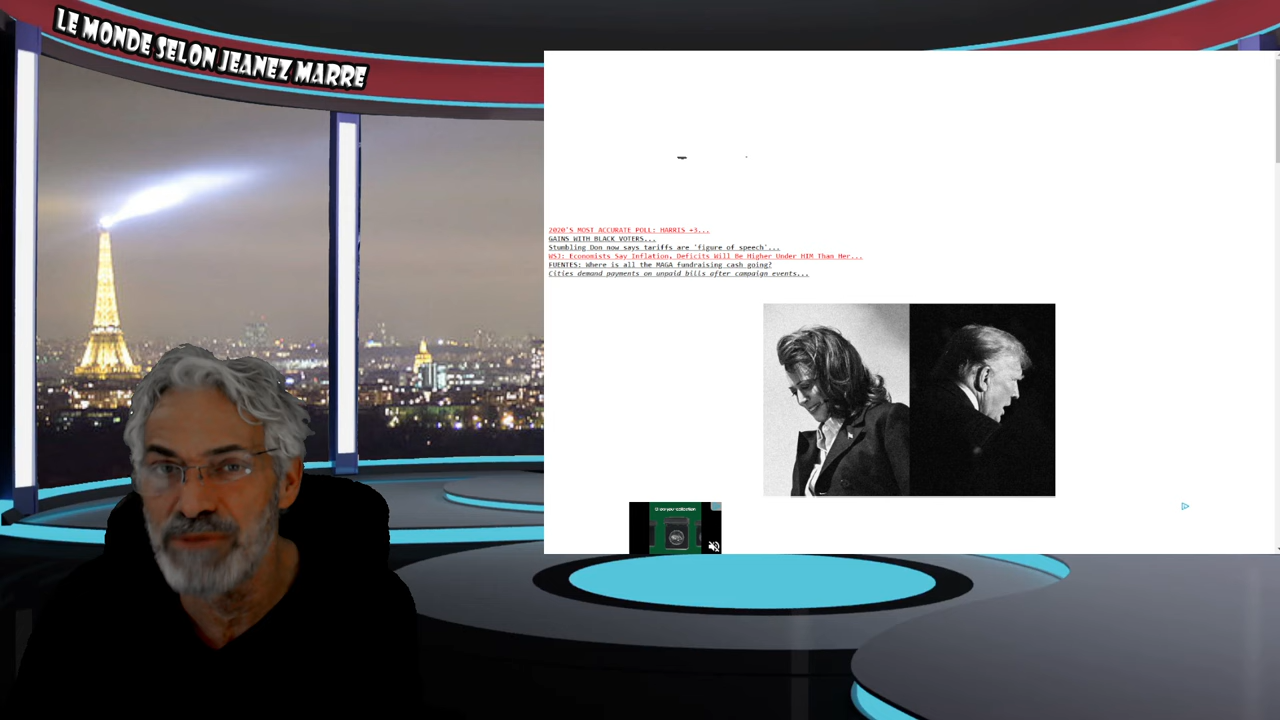 LE MONDE SELON JEANEZ MARRE
2020'S MOST ACCURATE POLL: HARRIS +3...
GAINS WITH BLACK VOTERS...
Stumbling Don now says tariffs are 'figure of speech'...
WSJ: Economists Say Inflation, Deficits Will Be Higher Under HIM Than Her...
FUENTES: Where is all the MAGA fundraising cash going?
Cities demand payments on unpaid bills after campaign events...
your collection